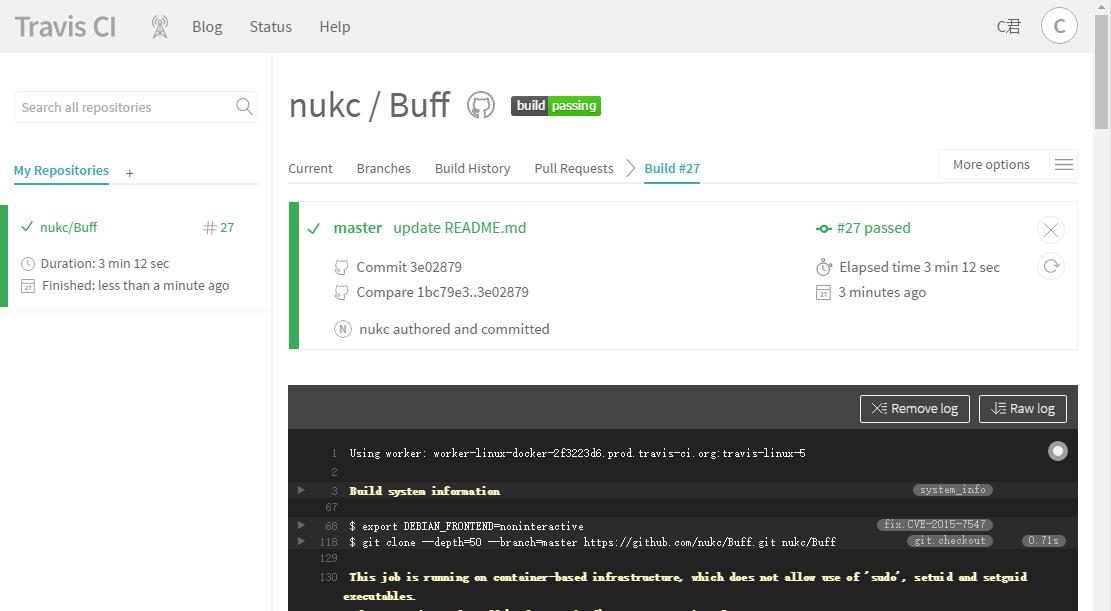 Travis CI
Blog
Status
Help
C君
C
Search all repositories
My Repositories +
nukc/Buff # 27
Duration: 3 min 12 sec
Finished: less than a minute ago
nukc / Buff build passing
Current Branches Build History Pull Requests Build #27
More options
master update README.md
#27 passed
Commit 3e02879
Elapsed time 3 min 12 sec
Compare 1bc79e3..3e02879
3 minutes ago
N nukc authored and committed
Remove log Raw log
1 Using worker: worker-linux-docker-2f3223d6.prod.travis-ci.org:travis-linux-5
2
3 Build system information system_info
67
68 $ export DEBIAN_FRONTEND=noninteractive fix.CVE-2015-7547
118 $ git clone --depth=50 --branch=master https://github.com/nukc/Buff.git nukc/Buff git.checkout 0.71s
129
130 This job is running on container-based infrastructure, which does not allow use of 'sudo', setuid and setguid
executables.